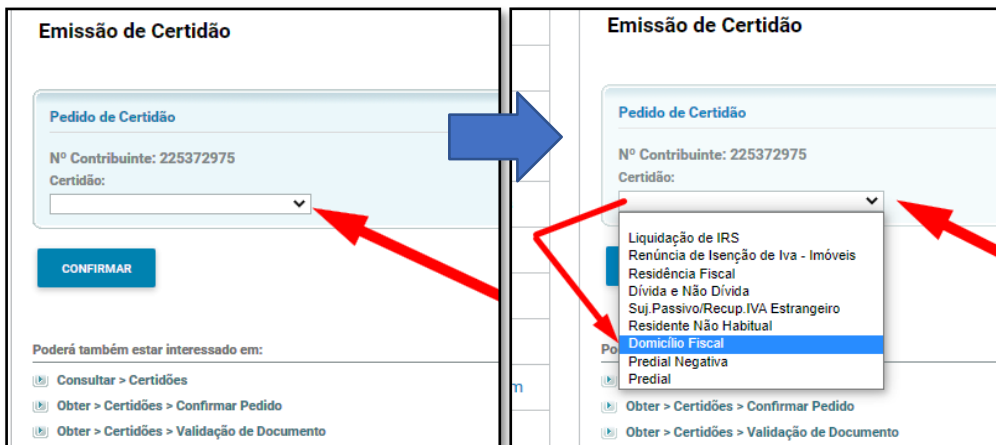 Emissão de Certidão
Pedido de Certidão
Nº Contribuinte: 225372975
Certidão:
CONFIRMAR
Poderá também estar interessado em:
Consultar > Certidões
Obter > Certidões > Confirmar Pedido
Obter > Certidões > Validação de Documento
Emissão de Certidão
Pedido de Certidão
Nº Contribuinte: 225372975
Certidão:
Liquidação de IRS
Renúncia de Isenção de Iva - Imóveis
Residência Fiscal
Dívida e Não Dívida
Suj.Passivo/Recup.IVA Estrangeiro
Residente Não Habitual
Domicílio Fiscal
Predial Negativa
Predial
Po
m
Obter > Certidões > Confirmar Pedido
Obter > Certidões > Validação de Documento